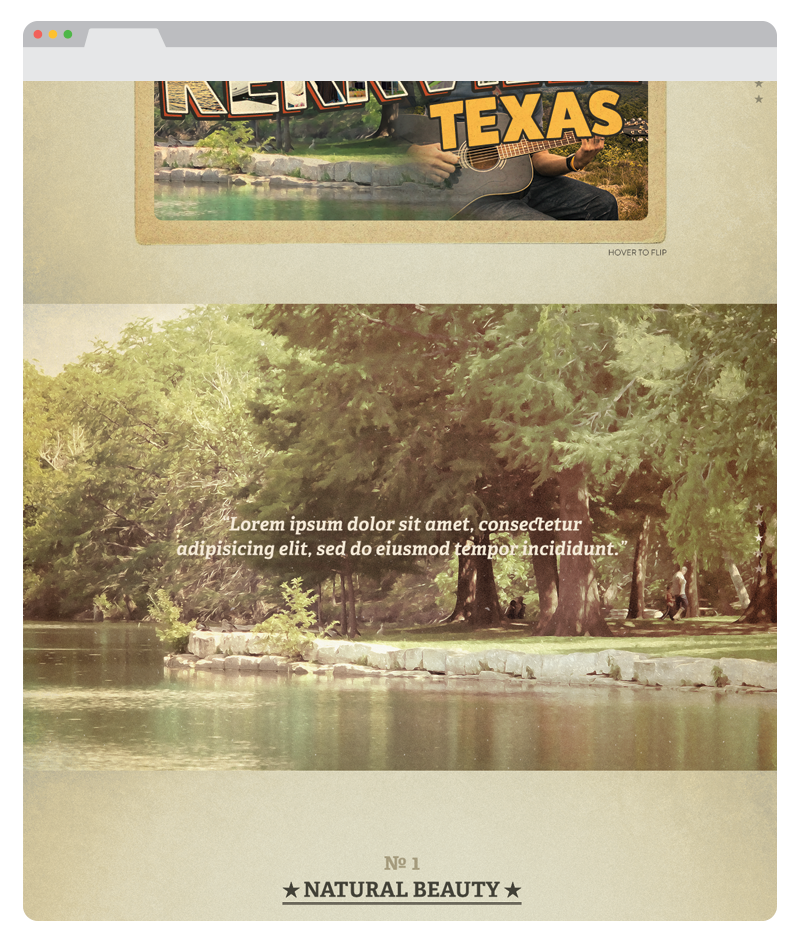 TEXAS
HOVER TO FLIP
"Lorem ipsum dolor sit amet, consectetur
adipisicing elit, sed do eiusmod tempor incididunt."
Nº 1
★ NATURAL BEAUTY ★